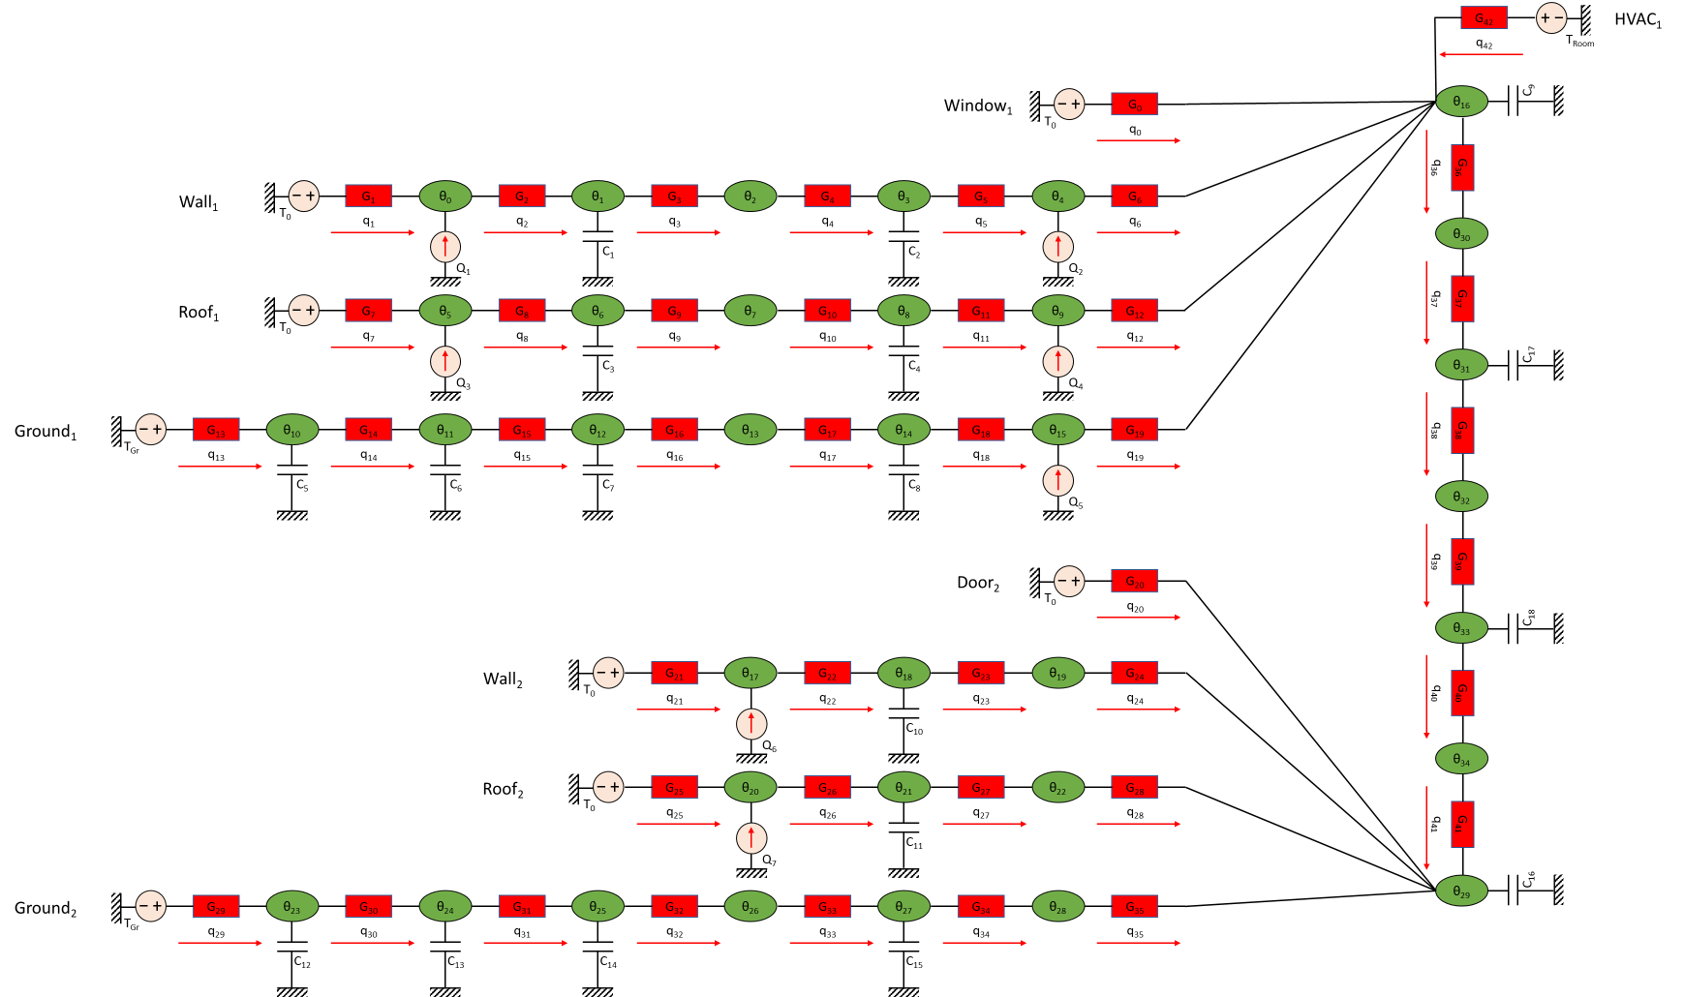 G₄₂ + − HVAC₁
T_Room
q₄₂
Window₁ − + G₀ θ₁₆ C₉
T₀
q₀
q₃₆ G₃₆
Wall₁ − + G₁ θ₀ G₂ θ₁ G₃ θ₂ G₄ θ₃ G₅ θ₄ G₆
T₀
q₁ q₂ q₃ q₄ q₅ q₆
θ₃₀
Q₁ C₁ C₂ Q₂
q₃₇ G₃₇
Roof₁ − + G₇ θ₅ G₈ θ₆ G₉ θ₇ G₁₀ θ₈ G₁₁ θ₉ G₁₂
T₀
q₇ q₈ q₉ q₁₀ q₁₁ q₁₂
θ₃₁ C₁₇
Q₃ C₃ C₄ Q₄
Ground₁ − + G₁₃ θ₁₀ G₁₄ θ₁₁ G₁₅ θ₁₂ G₁₆ θ₁₃ G₁₇ θ₁₄ G₁₈ θ₁₅ G₁₉
q₃₈ G₃₈
T_Gr
q₁₃ q₁₄ q₁₅ q₁₆ q₁₇ q₁₈ q₁₉
C₅ C₆ C₇ C₈ Q₅
θ₃₂
q₃₉ G₃₉
Door₂ − + G₂₀
T₀
q₂₀
θ₃₃ C₁₈
Wall₂ − + G₂₁ θ₁₇ G₂₂ θ₁₈ G₂₃ θ₁₉ G₂₄
T₀
q₄₀ G₄₀
q₂₁ q₂₂ q₂₃ q₂₄
Q₆ C₁₀
θ₃₄
Roof₂ − + G₂₅ θ₂₀ G₂₆ θ₂₁ G₂₇ θ₂₂ G₂₈
T₀
q₂₅ q₂₆ q₂₇ q₂₈
q₄₁ G₄₁
Q₇ C₁₁
θ₂₉ C₁₆
Ground₂ − + G₂₉ θ₂₃ G₃₀ θ₂₄ G₃₁ θ₂₅ G₃₂ θ₂₆ G₃₃ θ₂₇ G₃₄ θ₂₈ G₃₅
T_Gr
q₂₉ q₃₀ q₃₁ q₃₂ q₃₃ q₃₄ q₃₅
C₁₂ C₁₃ C₁₄ C₁₅